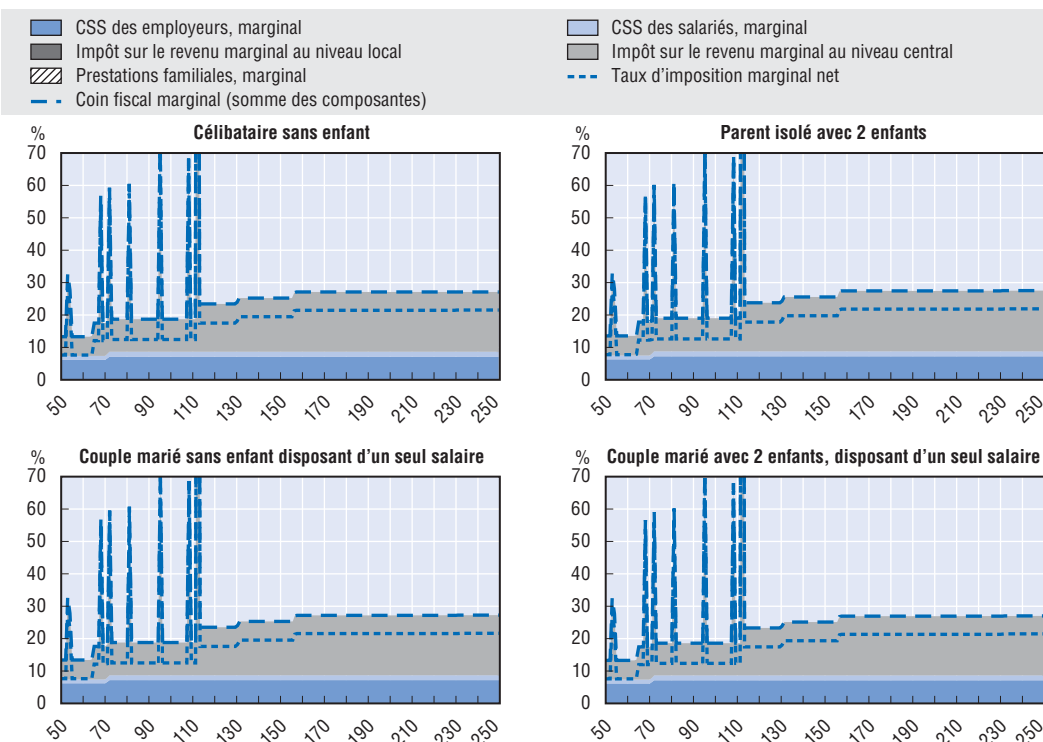 CSS des employeurs, marginal
CSS des salariés, marginal
Impôt sur le revenu marginal au niveau local
Impôt sur le revenu marginal au niveau central
Prestations familiales, marginal
Taux d'imposition marginal net
Coin fiscal marginal (somme des composantes)
%
Célibataire sans enfant
70
60
50
40
30
20
10
0
50 70 90 110 130 150 170 190 210 230 250
%
Parent isolé avec 2 enfants
70
60
50
40
30
20
10
0
50 70 90 110 130 150 170 190 210 230 250
%
Couple marié sans enfant disposant d'un seul salaire
70
60
50
40
30
20
10
0
50 70 90 110 130 150 170 190 210 230 250
%
Couple marié avec 2 enfants, disposant d'un seul salaire
70
60
50
40
30
20
10
0
50 70 90 110 130 150 170 190 210 230 250